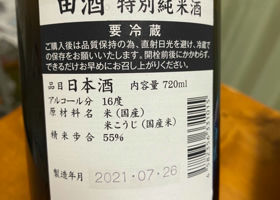 田酒 特別純米酒
要冷蔵
ご購入後は品質保持の為、直射日光を避け、冷蔵での保存をお願いいたします。開栓前後にかかわらず、できるだけお早めにお召し上がりください。
品目 日本酒 内容量 720ml
アルコール分 16度
原材料名 米(国産)
米こうじ(国産米)
精米歩合 55%
製造年月 2021.07.26